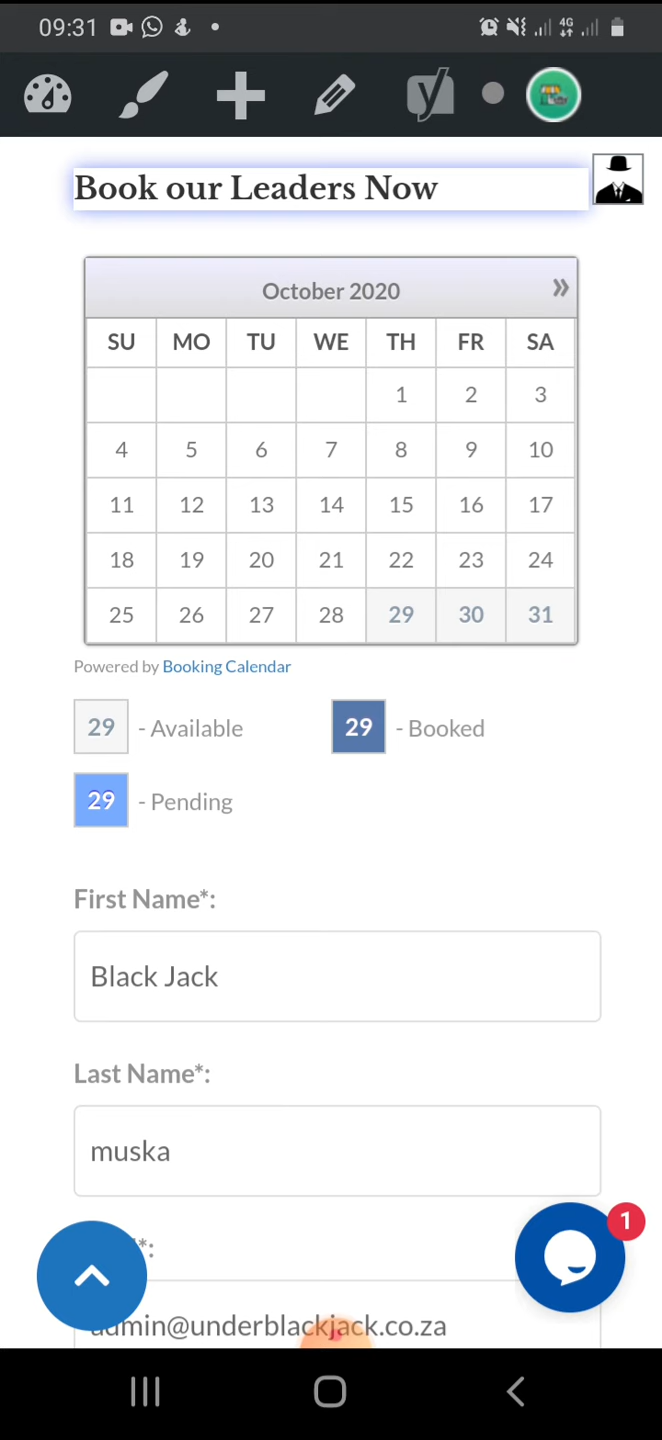 09:31
4G
Book our Leaders Now
October 2020 »
SU MO TU WE TH FR SA
1 2 3
4 5 6 7 8 9 10
11 12 13 14 15 16 17
18 19 20 21 22 23 24
25 26 27 28 29 30 31
Powered by Booking Calendar
29 - Available 29 - Booked
29 - Pending
First Name*:
Black Jack
Last Name*:
muska
1
*:
admin@underblackjack.co.za